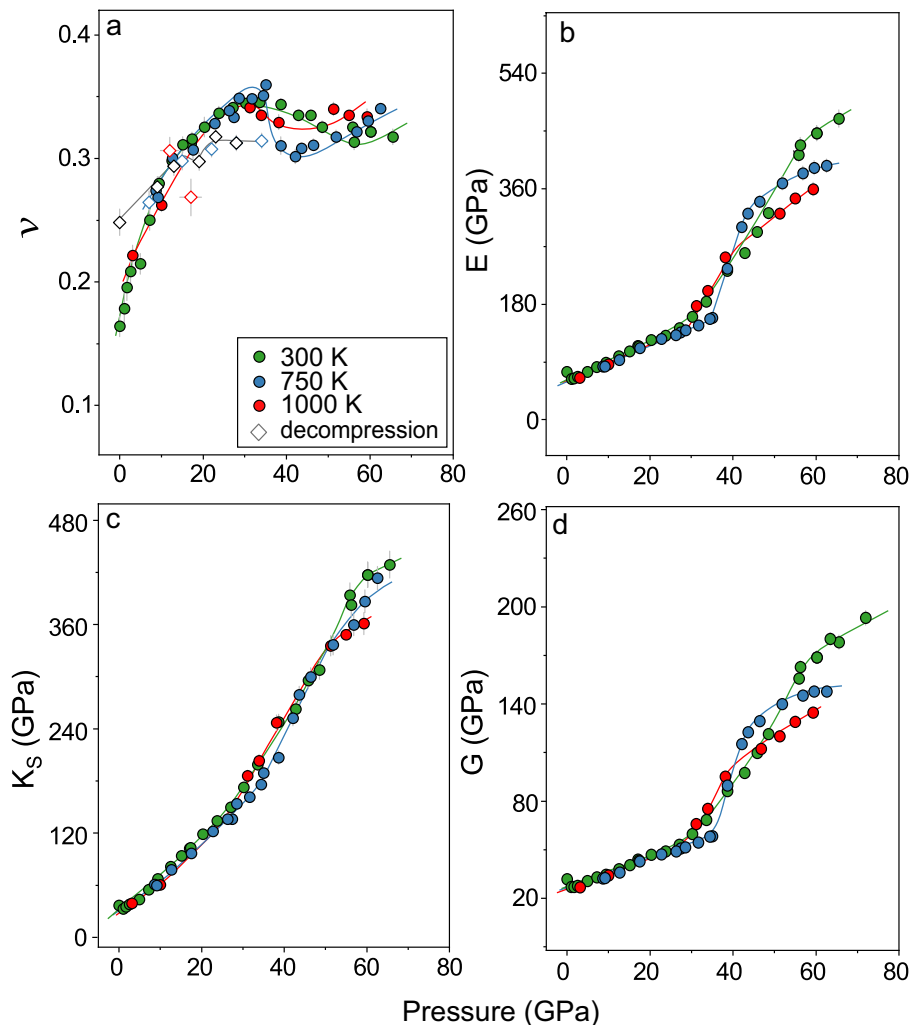 a
ν
0.4
0.3
0.2
0.1
300 K
750 K
1000 K
decompression
0 20 40 60 80
b
E (GPa)
540
360
180
0
0 20 40 60 80
c
K_S (GPa)
480
360
240
120
0
0 20 40 60 80
d
G (GPa)
260
200
140
80
20
0 20 40 60 80
Pressure (GPa)